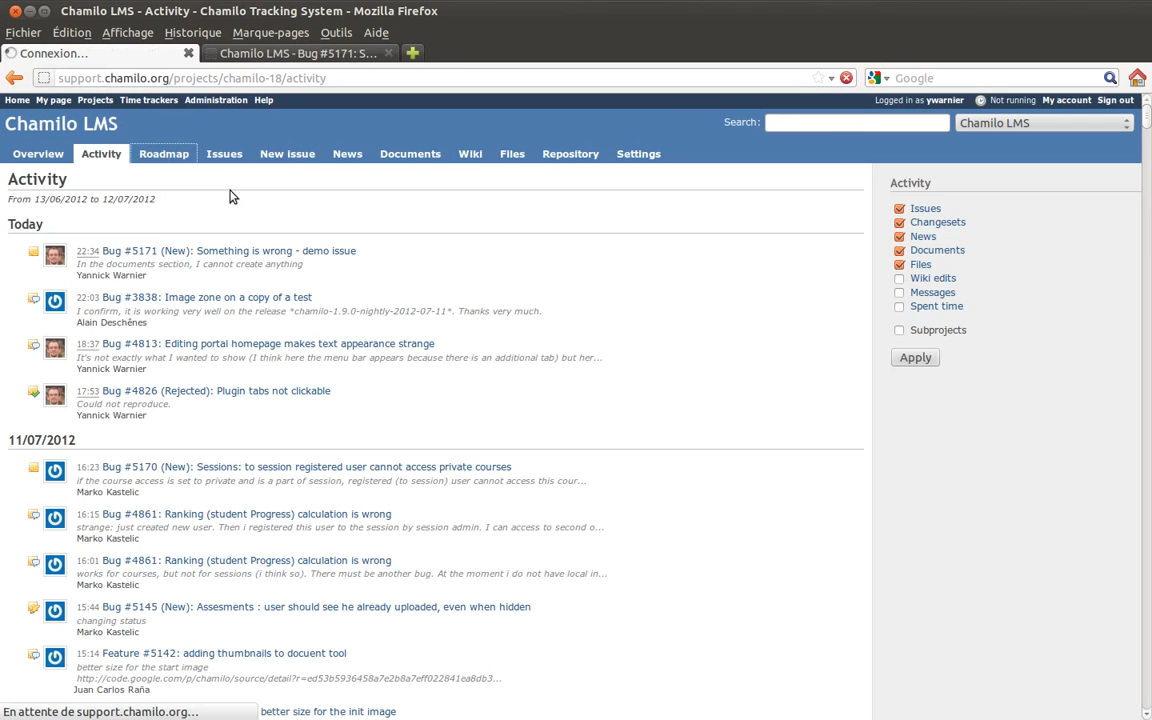 Chamilo LMS - Activity - Chamilo Tracking System - Mozilla Firefox
Fichier Édition Affichage Historique Marque-pages Outils Aide
Connexion... Chamilo LMS - Bug #5171: S...
support.chamilo.org/projects/chamilo-18/activity Google
Home My page Projects Time trackers Administration Help Logged in as ywarnier Not running My account Sign out
Chamilo LMS Search: Chamilo LMS
Overview Activity Roadmap Issues New issue News Documents Wiki Files Repository Settings
Activity
From 13/06/2012 to 12/07/2012
Today
22:34 Bug #5171 (New): Something is wrong - demo issue
In the documents section, I cannot create anything
Yannick Warnier
22:03 Bug #3838: Image zone on a copy of a test
I confirm, it is working very well on the release *chamilo-1.9.0-nightly-2012-07-11*. Thanks very much.
Alain Deschênes
18:37 Bug #4813: Editing portal homepage makes text appearance strange
It's not exactly what I wanted to show (I think here the menu bar appears because there is an additional tab) but her...
Yannick Warnier
17:53 Bug #4826 (Rejected): Plugin tabs not clickable
Could not reproduce.
Yannick Warnier
11/07/2012
16:23 Bug #5170 (New): Sessions: to session registered user cannot access private courses
if the course access is set to private and is a part of session, registered (to session) user cannot access this cour...
Marko Kastelic
16:15 Bug #4861: Ranking (student Progress) calculation is wrong
strange: just created new user. Then i registered this user to the session by session admin. I can access to second o...
Marko Kastelic
16:01 Bug #4861: Ranking (student Progress) calculation is wrong
works for courses, but not for sessions (i think so). There must be another bug. At the moment i do not have local in...
Marko Kastelic
15:44 Bug #5145 (New): Assesments : user should see he already uploaded, even when hidden
changing status
Marko Kastelic
15:14 Feature #5142: adding thumbnails to docuent tool
better size for the start image
http://code.google.com/p/chamilo/source/detail?r=ed53b5936458a7e2b8a7eff022841ea8db3...
Juan Carlos Raña
better size for the init image
En attente de support.chamilo.org...
Activity
Issues
Changesets
News
Documents
Files
Wiki edits
Messages
Spent time
Subprojects
Apply